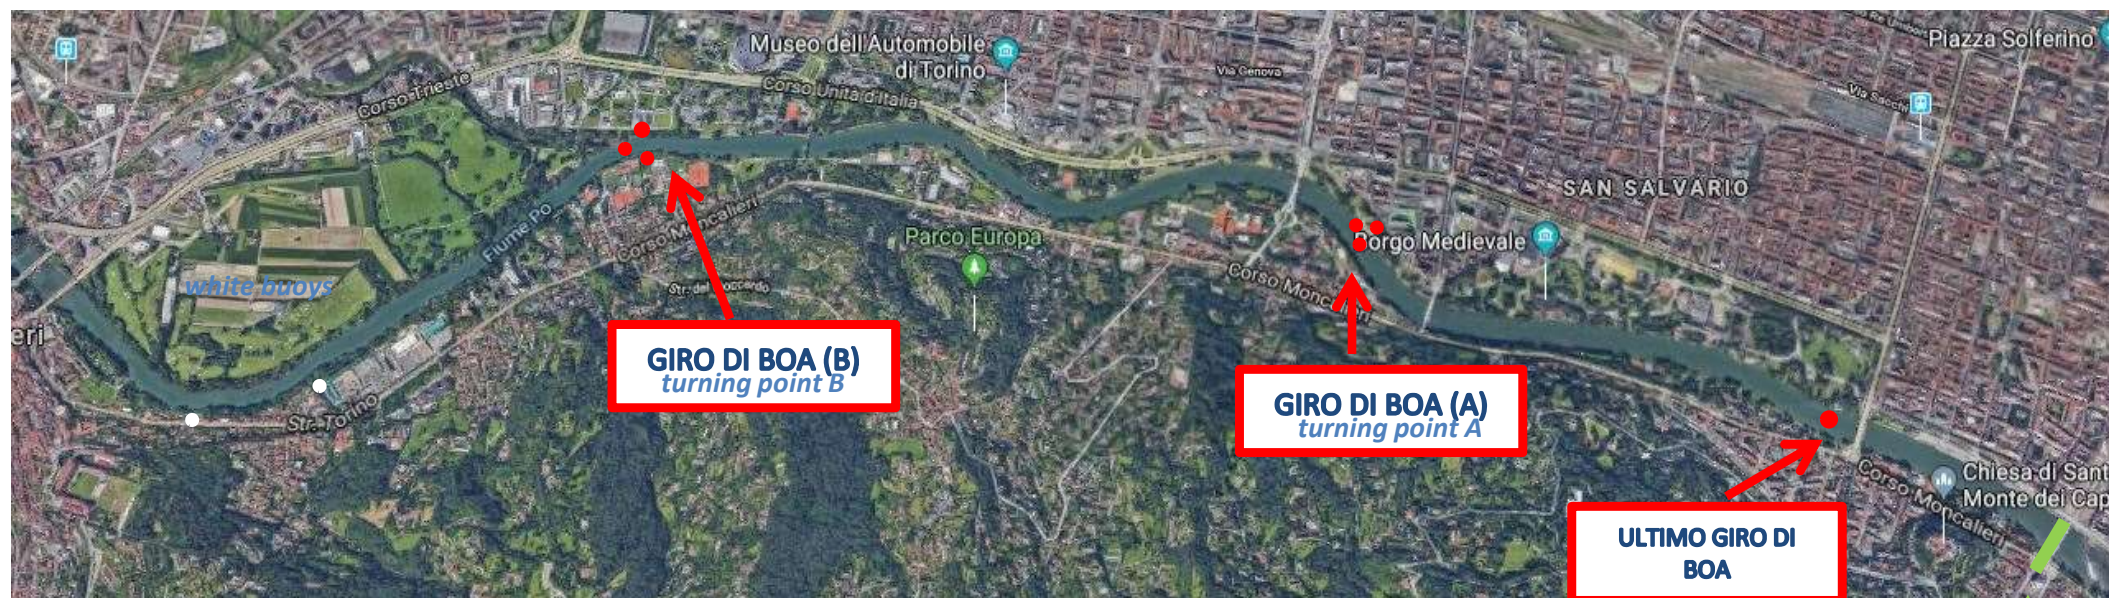 Piazza Solferino
Museo dell'Automobile
di Torino
Via Genova
Corso Unità d'Italia
Corso Trieste
Via Sacchi
SAN SALVARIO
Fiume Po
Corso Moncalieri
Parco Europa
Borgo Medievale
Corso Moncalieri
white buoys
eri
GIRO DI BOA (B)
turning point B
GIRO DI BOA (A)
turning point A
Str. Torino
Corso Moncalieri
Chiesa di Sant
Monte dei Cap
ULTIMO GIRO DI
BOA